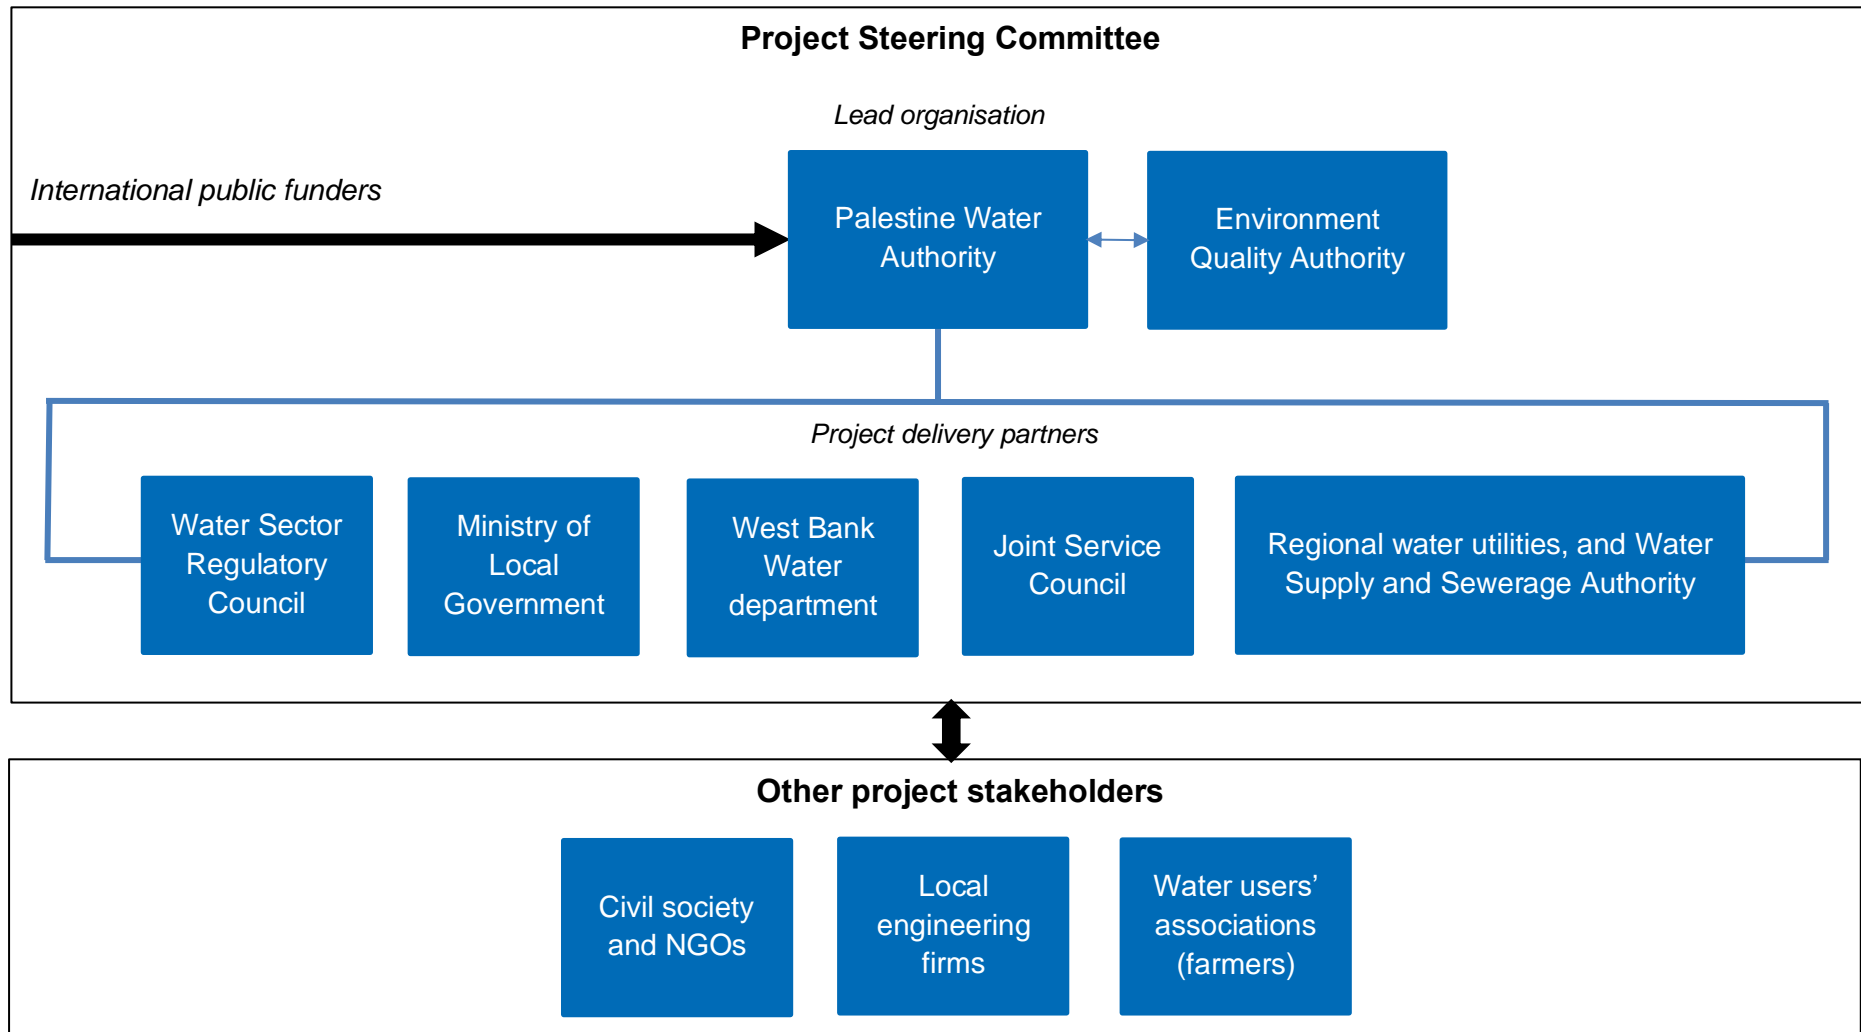 Project Steering Committee
Lead organisation
International public funders
Palestine Water
Authority
Environment
Quality Authority
Project delivery partners
Water Sector
Regulatory
Council
Ministry of
Local
Government
West Bank
Water
department
Joint Service
Council
Regional water utilities, and Water
Supply and Sewerage Authority
Other project stakeholders
Civil society
and NGOs
Local
engineering
firms
Water users’
associations
(farmers)